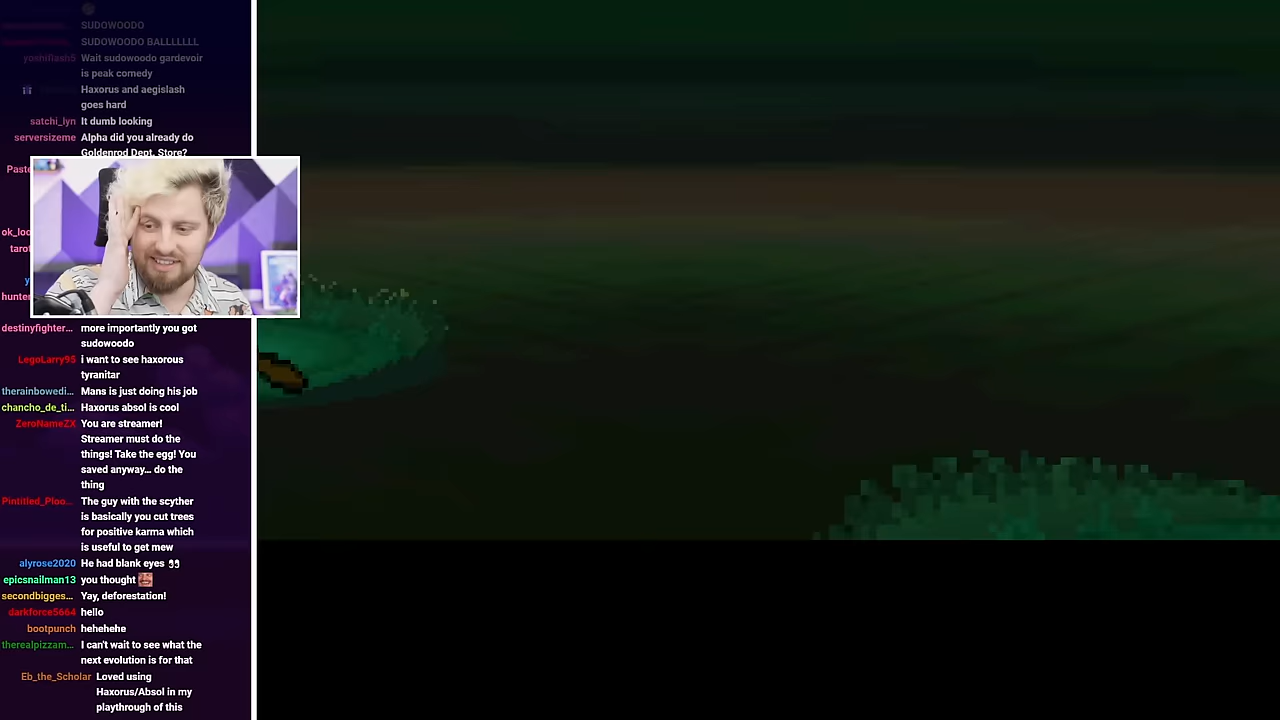 SUDOWOODO
SUDOWOODO BALLLLLL
yoshiflash5 Wait sudowoodo gardevoir
is peak comedy
Haxorus and aegislash
goes hard
satchi_lyn It dumb looking
serversizeme Alpha did you already do
Goldenrod Dept. Store?
Paste
ok_loo
tarot
y
hunter
destinyfighter... more importantly you got
sudowoodo
LegoLarry95 i want to see haxorous
tyranitar
therainbowedi... Mans is just doing his job
chancho_de_ti... Haxorus absol is cool
ZeroNameZX You are streamer!
Streamer must do the
things! Take the egg! You
saved anyway... do the
thing
Pintitled_Ploo... The guy with the scyther
is basically you cut trees
for positive karma which
is useful to get mew
alyrose2020 He had blank eyes 👀
epicsnailman13 you thought
secondbigges... Yay, deforestation!
darkforce5664 hello
bootpunch hehehehe
therealpizzam... I can't wait to see what the
next evolution is for that
Eb_the_Scholar Loved using
Haxorus/Absol in my
playthrough of this